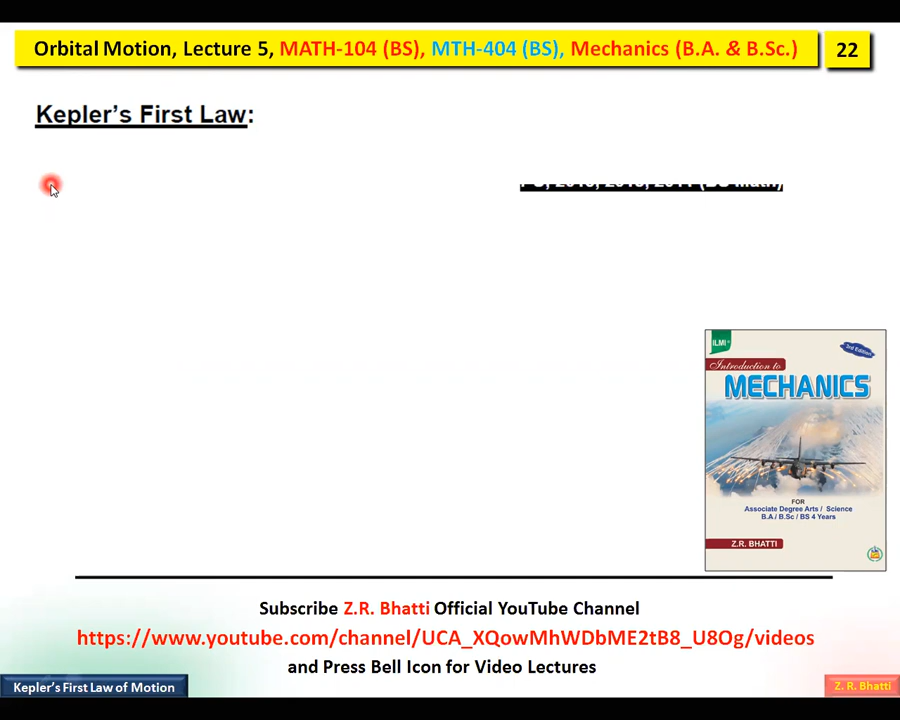 Orbital Motion, Lecture 5, MATH-104 (BS), MTH-404 (BS), Mechanics (B.A. & B.Sc.)
22
Kepler's First Law:
ILMI
3rd Edition
Introduction to
MECHANICS
FOR
Associate Degree Arts / Science
B.A / B.Sc / BS 4 Years
Z.R. BHATTI
Subscribe Z.R. Bhatti Official YouTube Channel
https://www.youtube.com/channel/UCA_XQowMhWDbME2tB8_U8Og/videos
and Press Bell Icon for Video Lectures
Kepler's First Law of Motion
Z. R. Bhatti